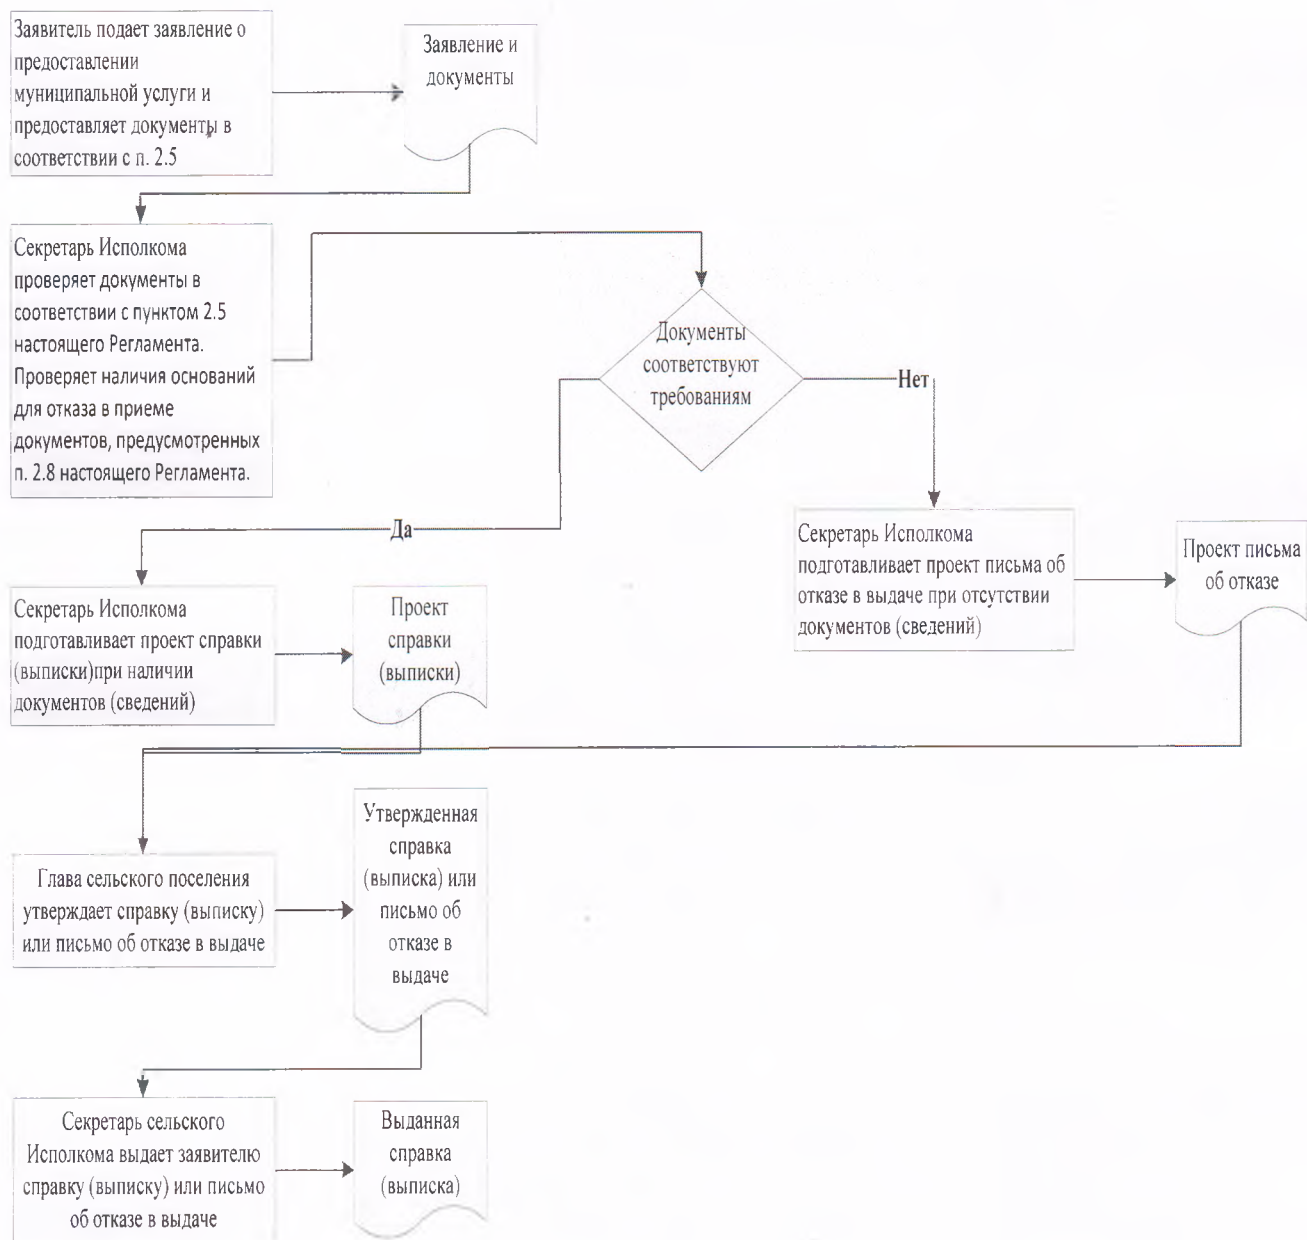 Заявитель подает заявление о
предоставлении
муниципальной услуги и
предоставляет документы в
соответствии с п. 2.5
Заявление и
документы
Секретарь Исполкома
проверяет документы в
соответствии с пунктом 2.5
настоящего Регламента.
Проверяет наличия оснований
для отказа в приеме
документов, предусмотренных
п. 2.8 настоящего Регламента.
Документы
соответствуют
требованиям
Нет
Да
Секретарь Исполкома
подготавливает проект письма об
отказе в выдаче при отсутствии
документов (сведений)
Проект письма
об отказе
Секретарь Исполкома
подготавливает проект справки
(выписки)при наличии
документов (сведений)
Проект
справки
(выписки)
Глава сельского поселения
утверждает справку (выписку)
или письмо об отказе в выдаче
Утвержденная
справка
(выписка) или
письмо об
отказе в
выдаче
Секретарь сельского
Исполкома выдает заявителю
справку (выписку) или письмо
об отказе в выдаче
Выданная
справка
(выписка)